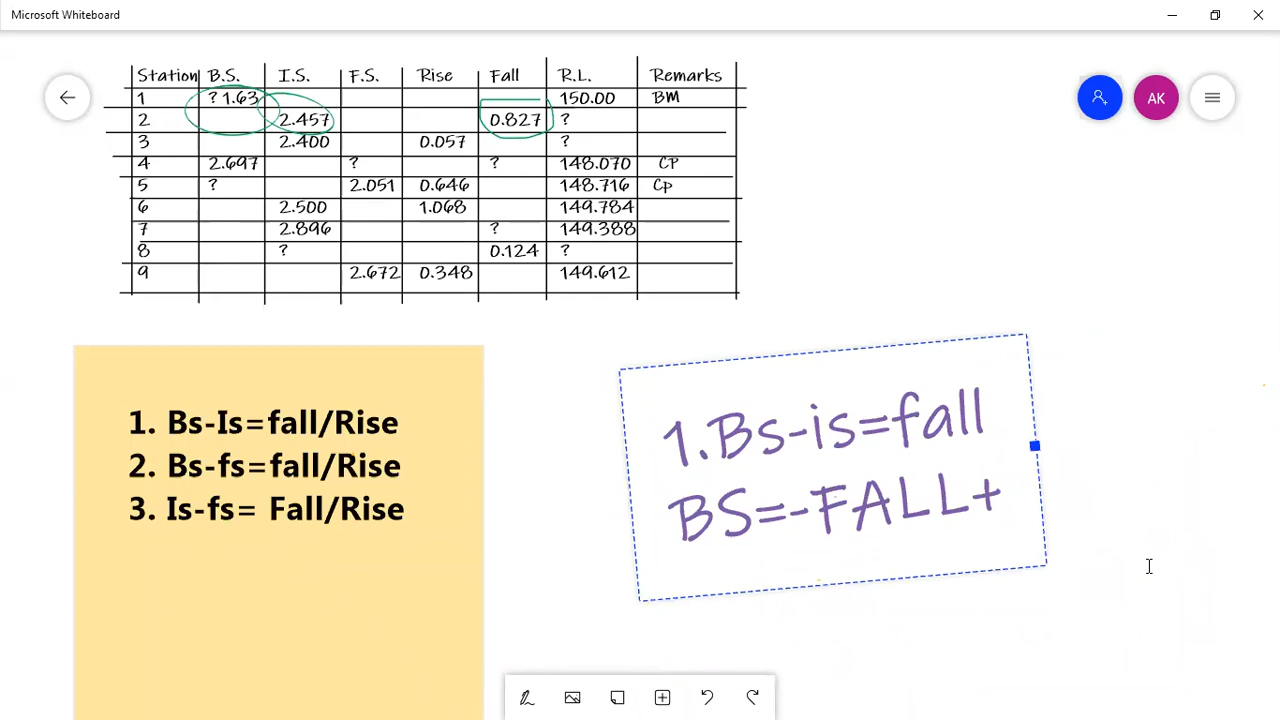 Microsoft Whiteboard
Station B.S. I.S. F.S. Rise Fall R.L. Remarks
1 ? 1.63 150.00 BM
2 2.457 0.827 ?
3 2.400 0.057 ?
4 2.697 ? ? 148.070 CP
5 ? 2.051 0.646 148.716 Cp
6 2.500 1.068 149.784
7 2.896 ? 149.388
8 ? 0.124 ?
9 2.672 0.348 149.612
AK
1. Bs-Is=fall/Rise
2. Bs-fs=fall/Rise
3. Is-fs= Fall/Rise
1.Bs-is=fall
BS=-FALL+